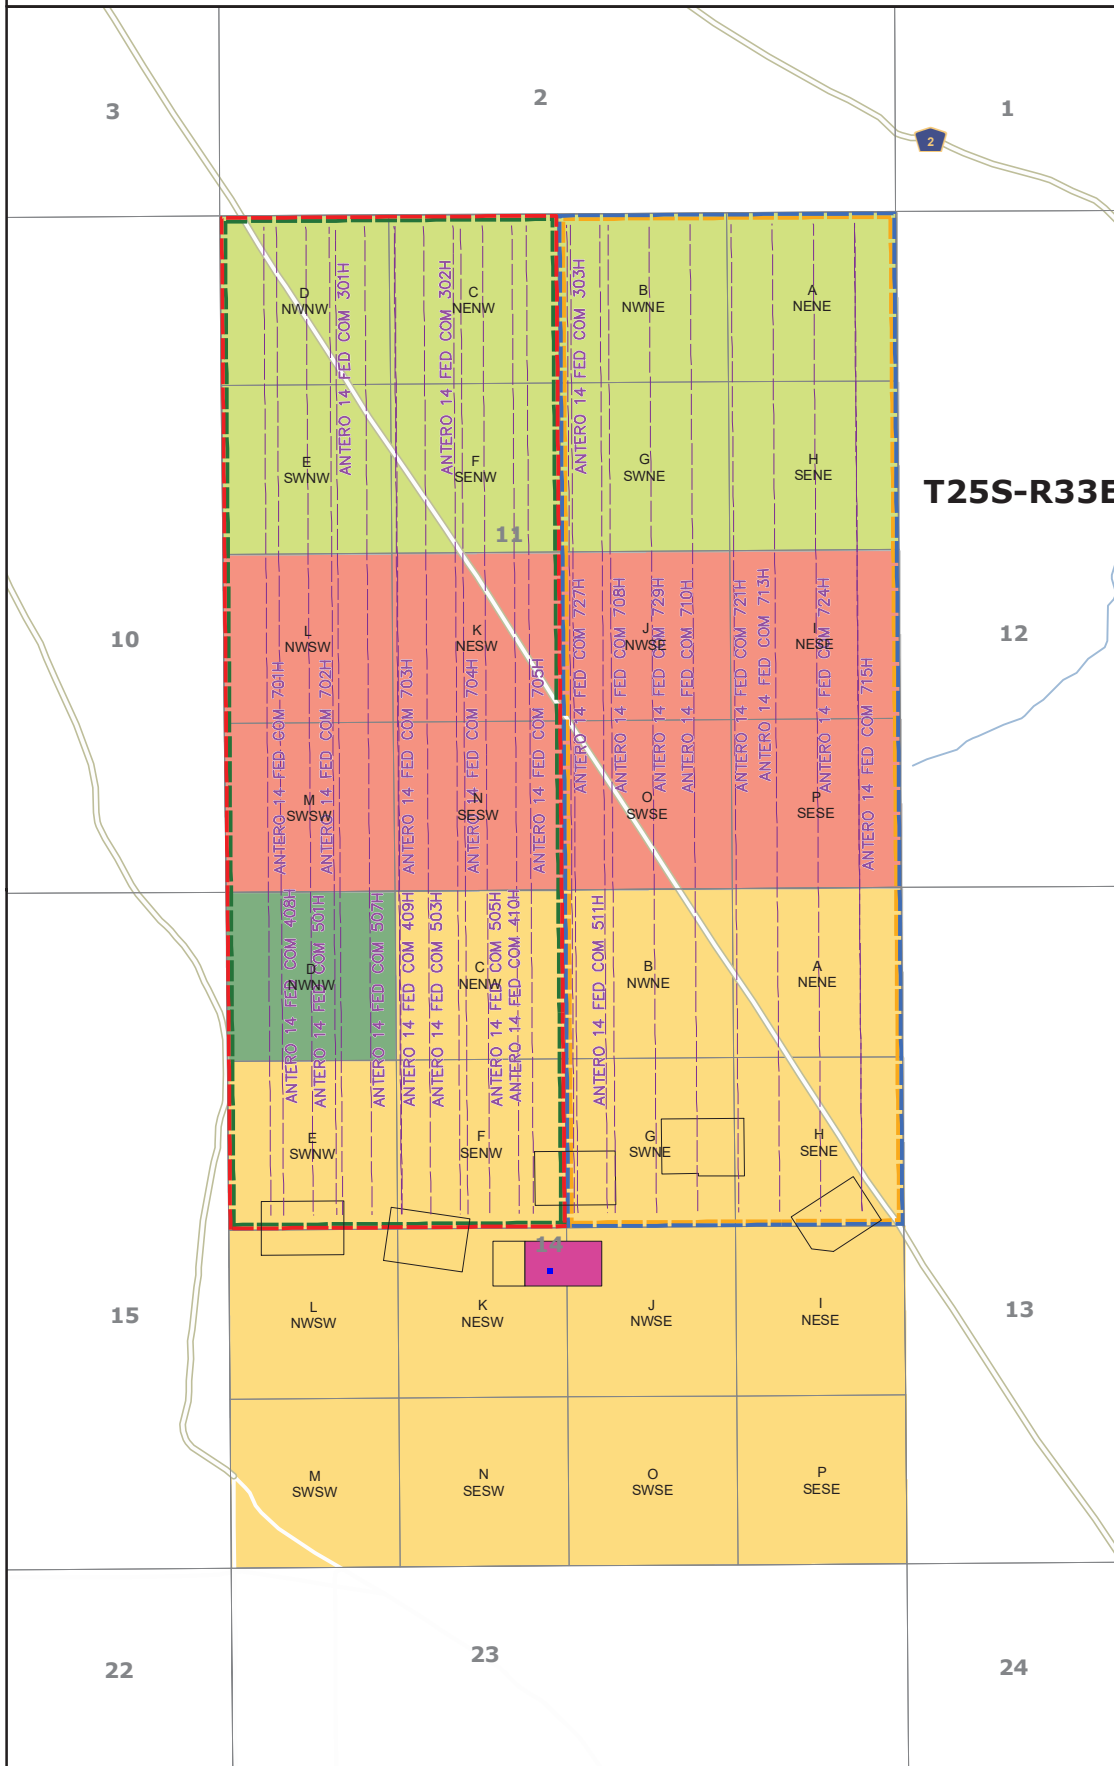 2
3
1
2
D
NWNW
ANTERO 14 FED COM 301H
ANTERO 14 FED COM 302H
C
NENW
ANTERO 14 FED COM 303H
B
NWNE
A
NENE
E
SWNW
F
SENW
G
SWNE
H
SENE
T25S-R33E
11
10
12
L
NWSW
K
NESW
J
NWSE
I
NESE
ANTERO 14 FED COM 727H
ANTERO 14 FED COM 708H
ANTERO 14 FED COM 729H
ANTERO 14 FED COM 710H
ANTERO 14 FED COM 721H
ANTERO 14 FED COM 713H
ANTERO 14 FED COM 724H
ANTERO 14 FED COM 715H
ANTERO 14 FED COM 701H
ANTERO 14 FED COM 702H
ANTERO 14 FED COM 703H
ANTERO 14 FED COM 704H
ANTERO 14 FED COM 705H
M
SWSW
N
SESW
O
SWSE
P
SESE
ANTERO 14 FED COM 408H
ANTERO 14 FED COM 501H
ANTERO 14 FED COM 507H
ANTERO 14 FED COM 409H
ANTERO 14 FED COM 503H
ANTERO 14 FED COM 505H
ANTERO 14 FED COM 410H
ANTERO 14 FED COM 511H
D
NWNW
C
NENW
B
NWNE
A
NENE
E
SWNW
F
SENW
G
SWNE
H
SENE
14
15
13
L
NWSW
K
NESW
J
NWSE
I
NESE
M
SWSW
N
SESW
O
SWSE
P
SESE
22
23
24